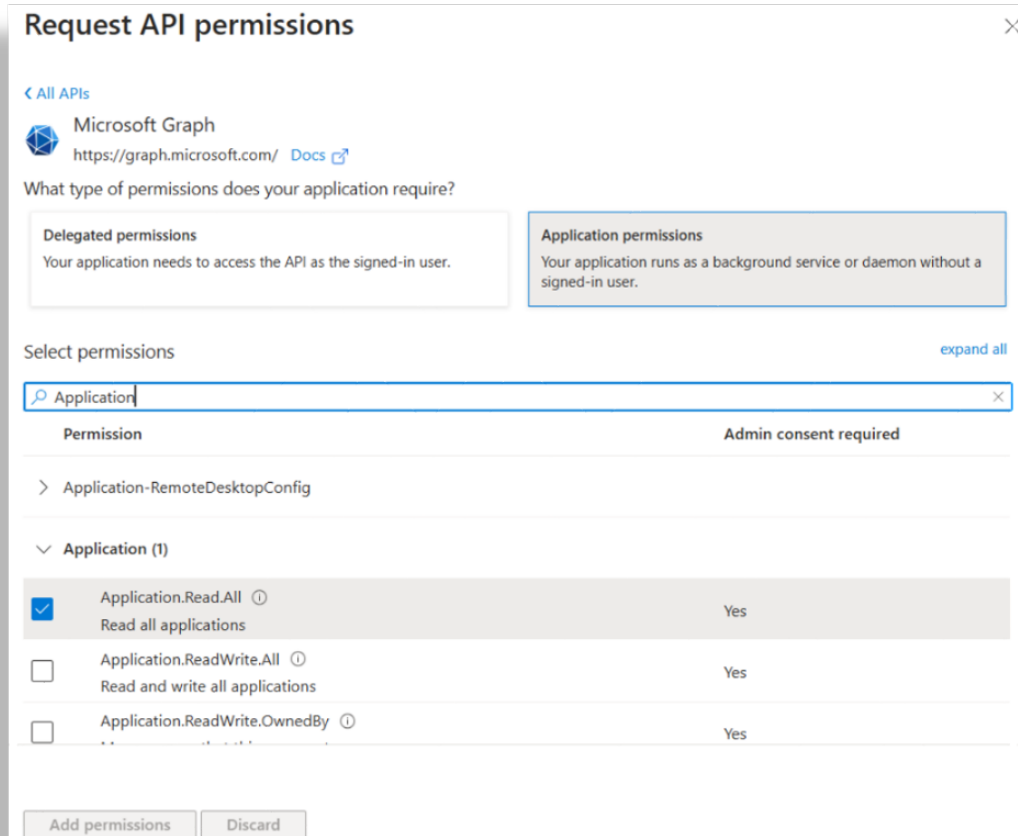 Request API permissions
All APIs
Microsoft Graph
https://graph.microsoft.com/ Docs
What type of permissions does your application require?
Delegated permissions
Your application needs to access the API as the signed-in user.
Application permissions
Your application runs as a background service or daemon without a
signed-in user.
Select permissions
expand all
Application
Permission Admin consent required
Application-RemoteDesktopConfig
Application (1)
Application.Read.All
Read all applications
Yes
Application.ReadWrite.All
Read and write all applications
Yes
Application.ReadWrite.OwnedBy
Yes
Add permissions Discard